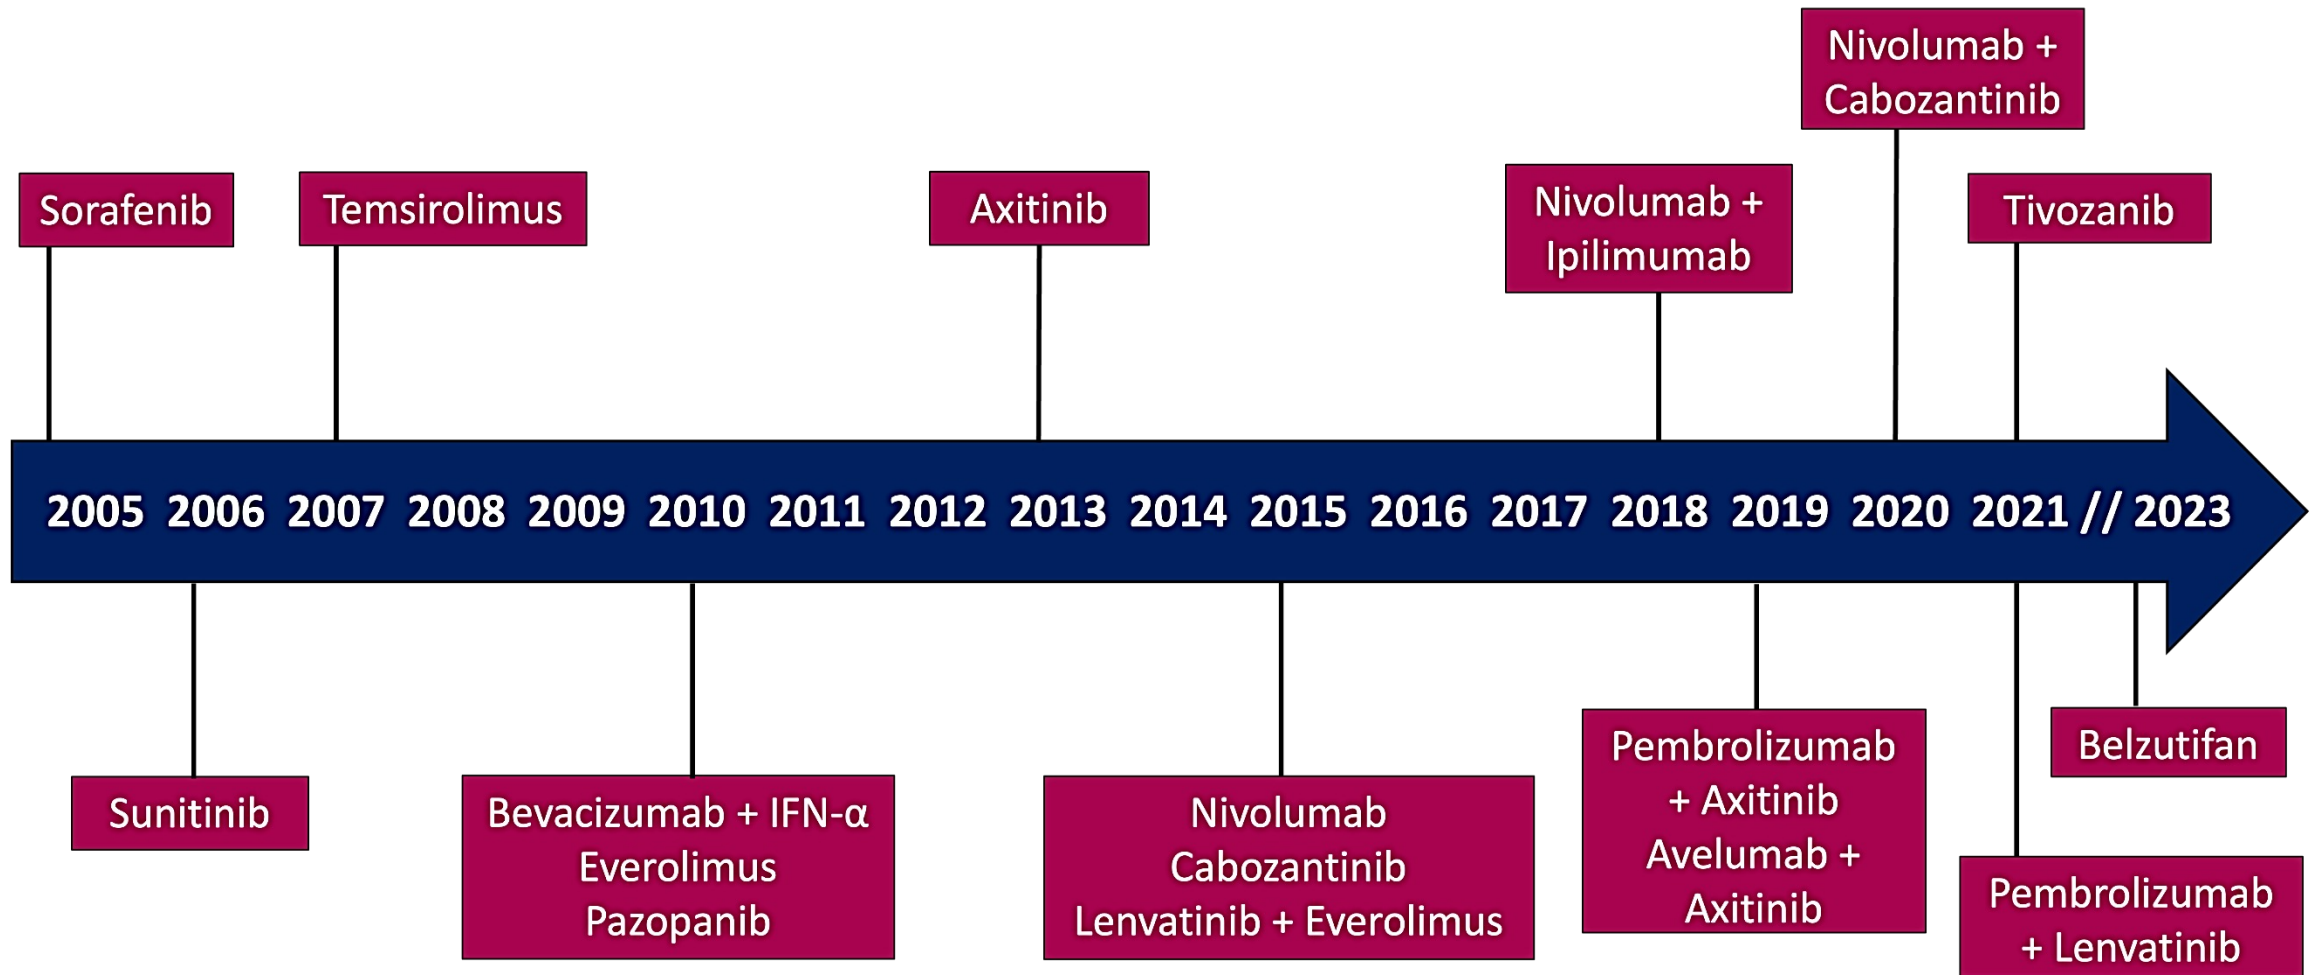 Nivolumab +
Cabozantinib
Sorafenib
Temsirolimus
Axitinib
Nivolumab +
Ipilimumab
Tivozanib
2005 2006 2007 2008 2009 2010 2011 2012 2013 2014 2015 2016 2017 2018 2019 2020 2021 // 2023
Sunitinib
Bevacizumab + IFN-α
Everolimus
Pazopanib
Nivolumab
Cabozantinib
Lenvatinib + Everolimus
Pembrolizumab
+ Axitinib
Avelumab +
Axitinib
Belzutifan
Pembrolizumab
+ Lenvatinib